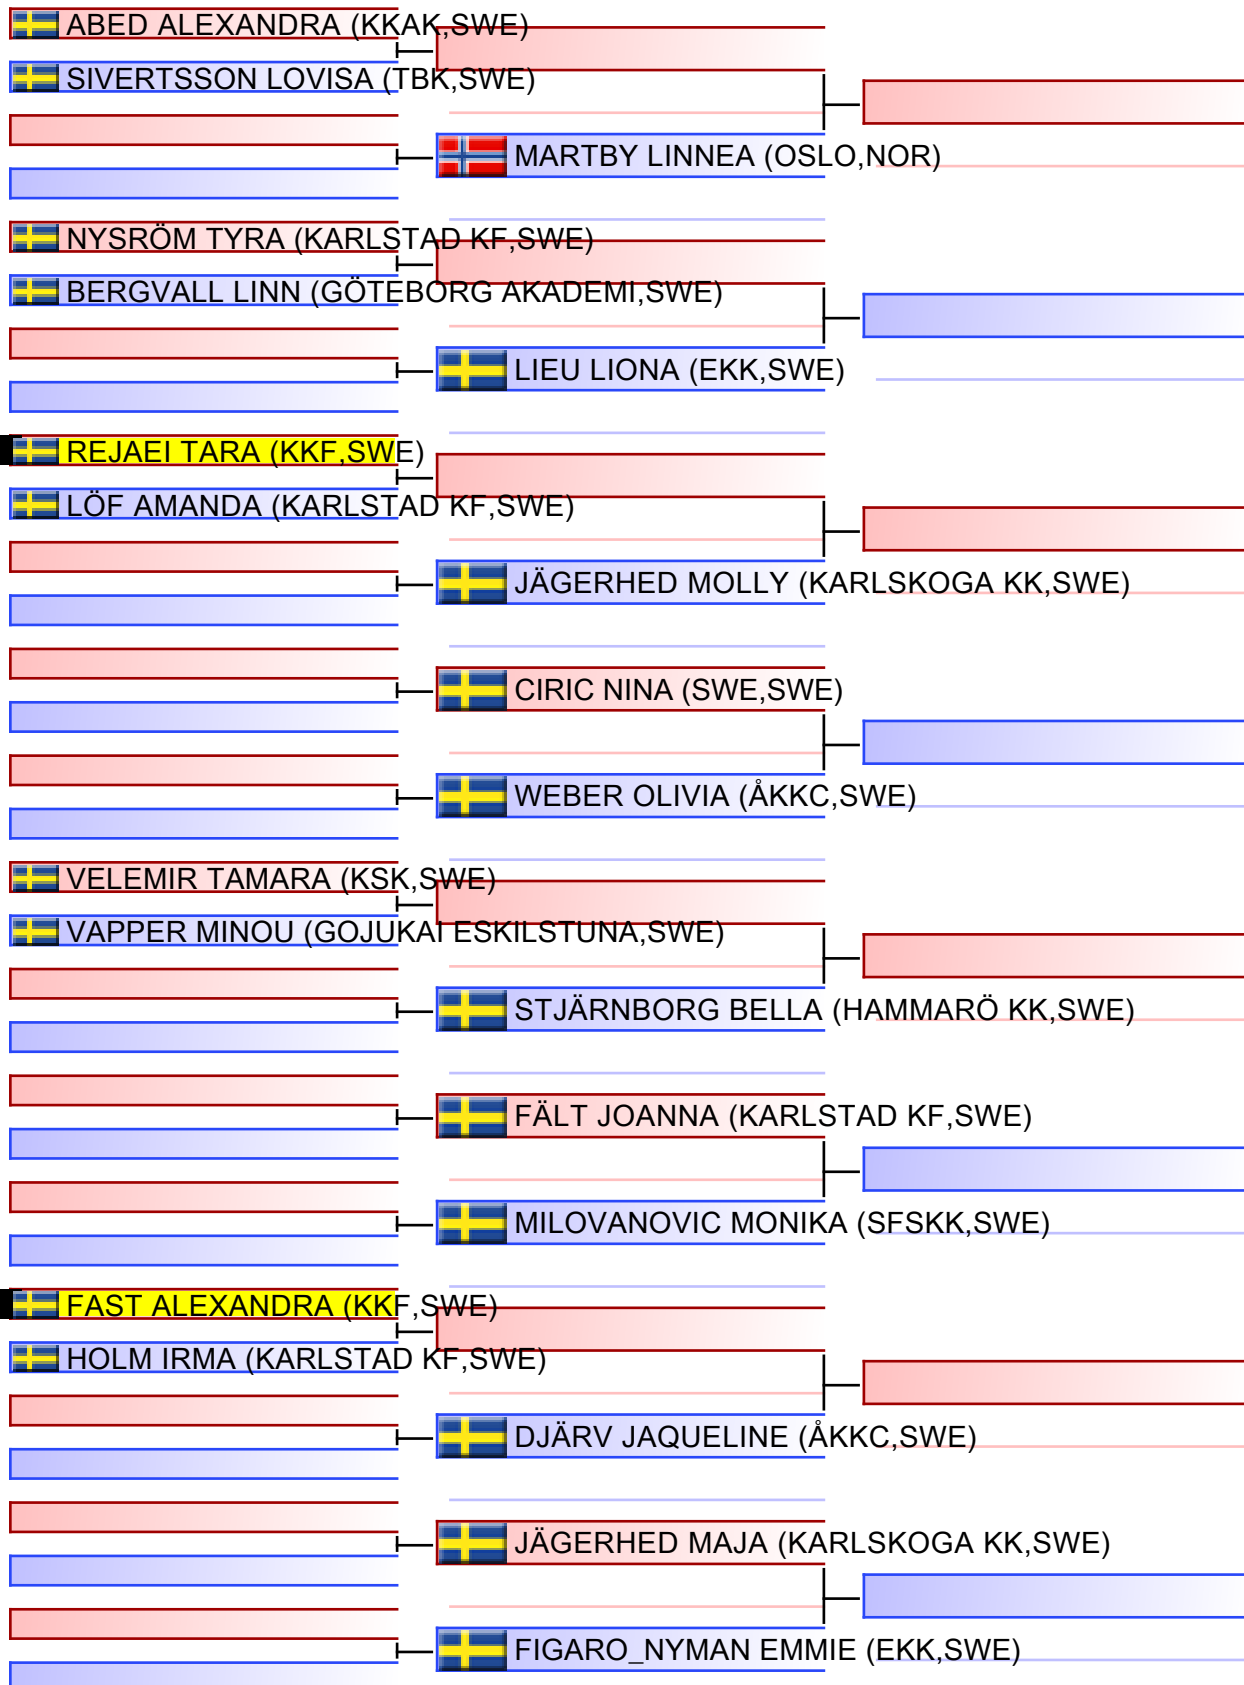 ABED ALEXANDRA (KKAK,SWE)
SIVERTSSON LOVISA (TBK,SWE)
MARTBY LINNEA (OSLO,NOR)
NYSRÖM TYRA (KARLSTAD KF,SWE)
BERGVALL LINN (GÖTEBORG AKADEMI,SWE)
LIEU LIONA (EKK,SWE)
REJAEI TARA (KKF,SWE)
LÖF AMANDA (KARLSTAD KF,SWE)
JÄGERHED MOLLY (KARLSKOGA KK,SWE)
CIRIC NINA (SWE,SWE)
WEBER OLIVIA (ÅKKC,SWE)
VELEMIR TAMARA (KSK,SWE)
VAPPER MINOU (GOJUKAI ESKILSTUNA,SWE)
STJÄRNBORG BELLA (HAMMARÖ KK,SWE)
FÄLT JOANNA (KARLSTAD KF,SWE)
MILOVANOVIC MONIKA (SFSKK,SWE)
FAST ALEXANDRA (KKF,SWE)
HOLM IRMA (KARLSTAD KF,SWE)
DJÄRV JAQUELINE (ÅKKC,SWE)
JÄGERHED MAJA (KARLSKOGA KK,SWE)
FIGARO_NYMAN EMMIE (EKK,SWE)